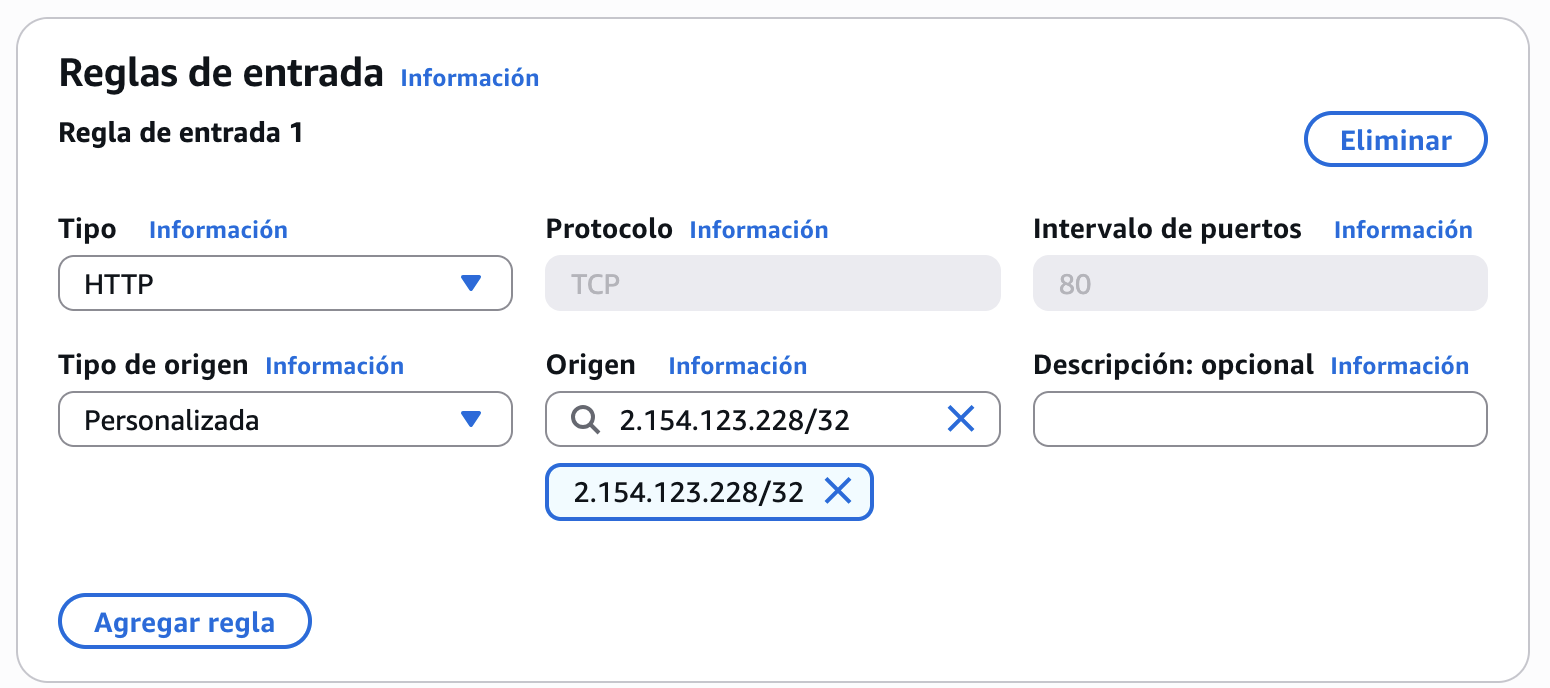 Reglas de entrada Información
Regla de entrada 1
Eliminar
Tipo Información
Protocolo Información
Intervalo de puertos Información
HTTP
TCP
80
Tipo de origen Información
Origen Información
Descripción: opcional Información
Personalizada
2.154.123.228/32
2.154.123.228/32
Agregar regla